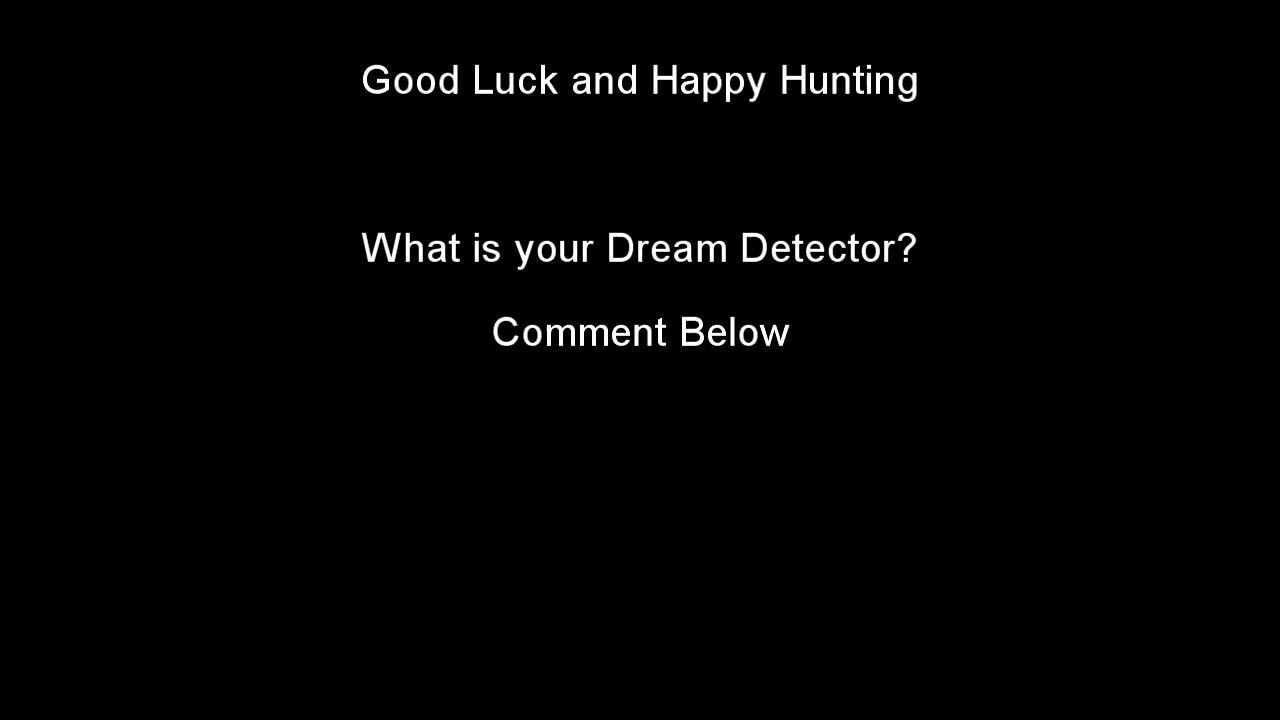 Good Luck and Happy Hunting
What is your Dream Detector?
Comment Below